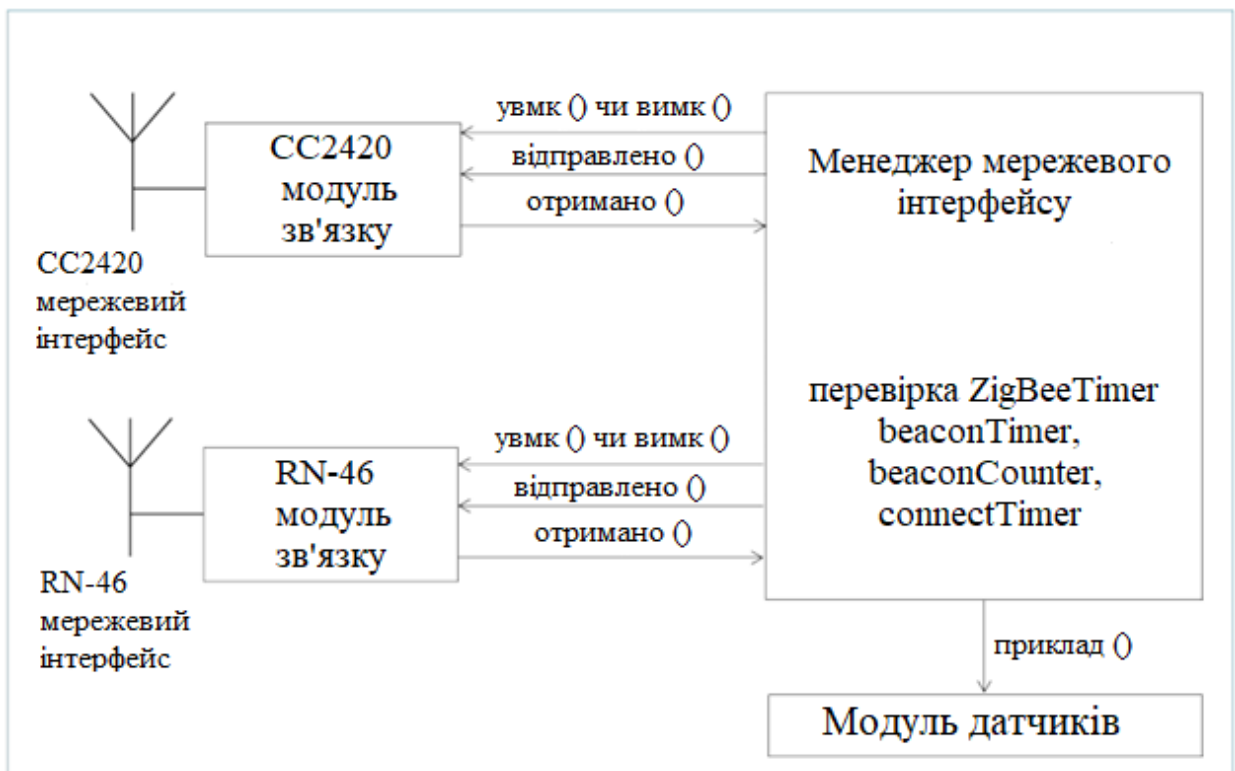 увмк () чи вимк ()
CC2420
модуль
зв'язку
відправлено ()
отримано ()
Менеджер мережевого
інтерфейсу
CC2420
мережевий
інтерфейс
перевірка ZigBeeTimer
beaconTimer,
beaconCounter,
connectTimer
увмк () чи вимк ()
RN-46
модуль
зв'язку
відправлено ()
отримано ()
RN-46
мережевий
інтерфейс
приклад ()
Модуль датчиків